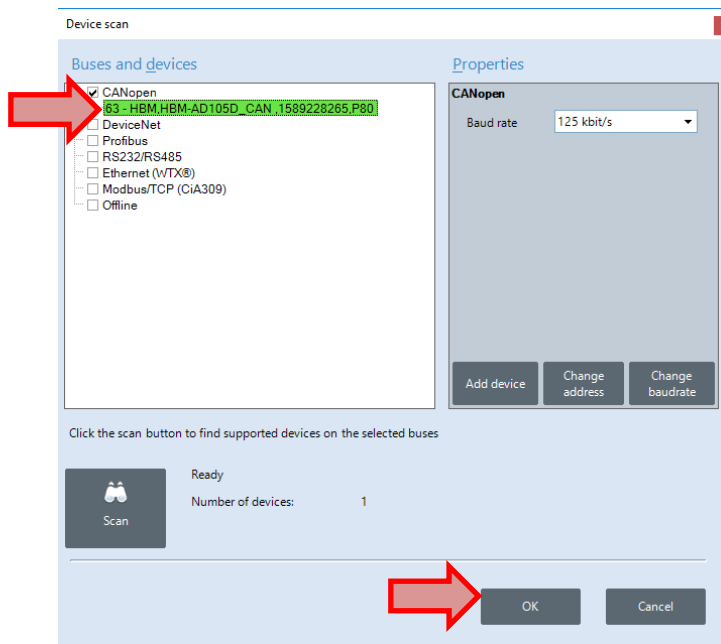 Device scan
Buses and devices
CANopen
63 - HBM,HBM-AD105D_CAN ,1589228265,P80
DeviceNet
Profibus
RS232/RS485
Ethernet (WTX®)
Modbus/TCP (CiA309)
Offline
Properties
CANopen
Baud rate 125 kbit/s
Add device
Change
address
Change
baudrate
Click the scan button to find supported devices on the selected buses
Scan
Ready
Number of devices: 1
OK
Cancel